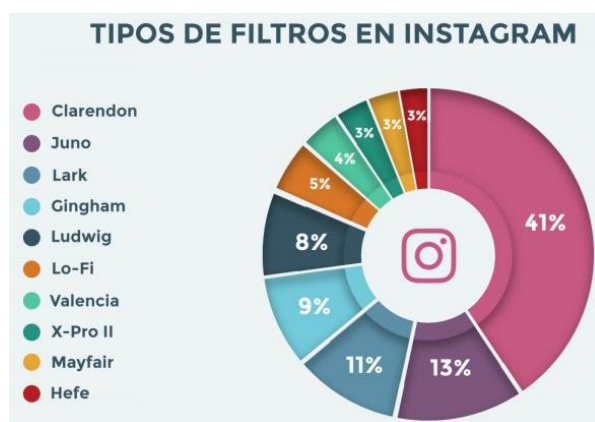 TIPOS DE FILTROS EN INSTAGRAM
Clarendon
Juno
Lark
Gingham
Ludwig
Lo-Fi
Valencia
X-Pro II
Mayfair
Hefe
41%
13%
11%
9%
8%
5%
4%
3%
3%
3%